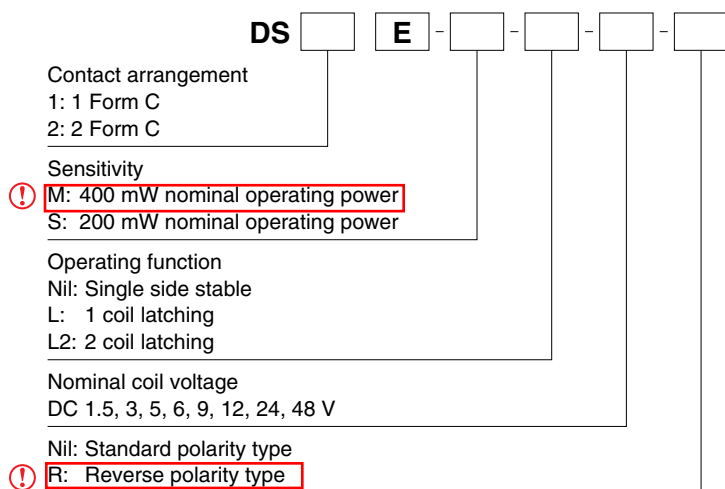 DS E - - - -
Contact arrangement
1: 1 Form C
2: 2 Form C
Sensitivity
! M: 400 mW nominal operating power
S: 200 mW nominal operating power
Operating function
Nil: Single side stable
L: 1 coil latching
L2: 2 coil latching
Nominal coil voltage
DC 1.5, 3, 5, 6, 9, 12, 24, 48 V
Nil: Standard polarity type
! R: Reverse polarity type